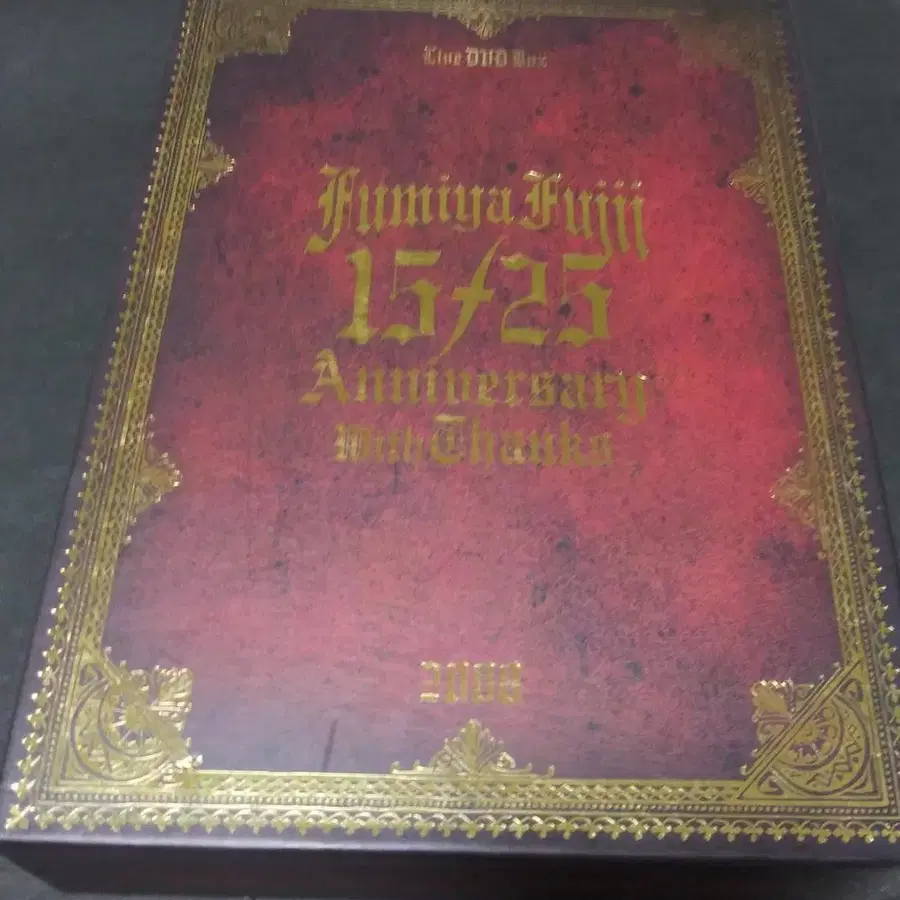 Live DVD Box
Fumiya Fujii
15/25
Anniversary
With Thanks
2008